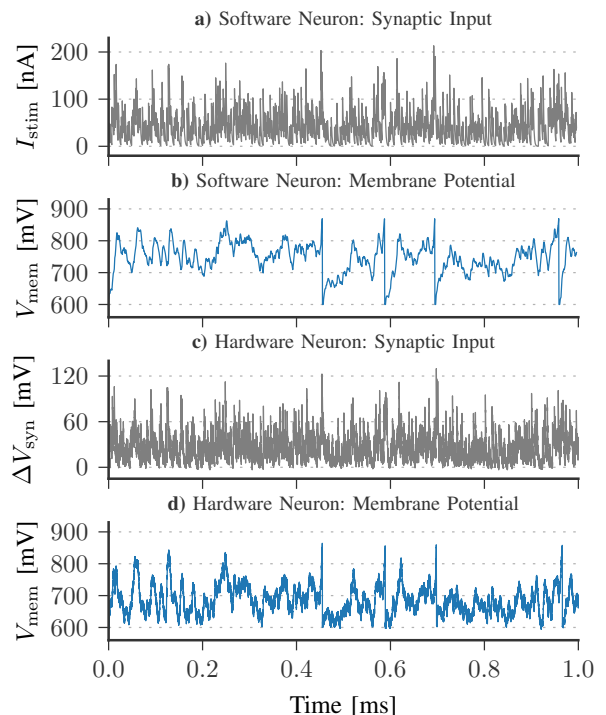 a) Software Neuron: Synaptic Input
200
100
0
I_stim [nA]
b) Software Neuron: Membrane Potential
900
800
700
600
V_mem [mV]
c) Hardware Neuron: Synaptic Input
120
60
0
ΔV_syn [mV]
d) Hardware Neuron: Membrane Potential
900
800
700
600
V_mem [mV]
0.0 0.2 0.4 0.6 0.8 1.0
Time [ms]